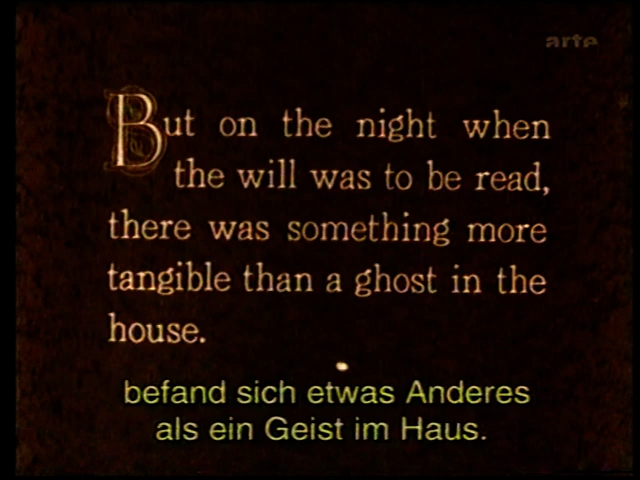 arte
But on the night when
the will was to be read,
there was something more
tangible than a ghost in the
house.
befand sich etwas Anderes
als ein Geist im Haus.